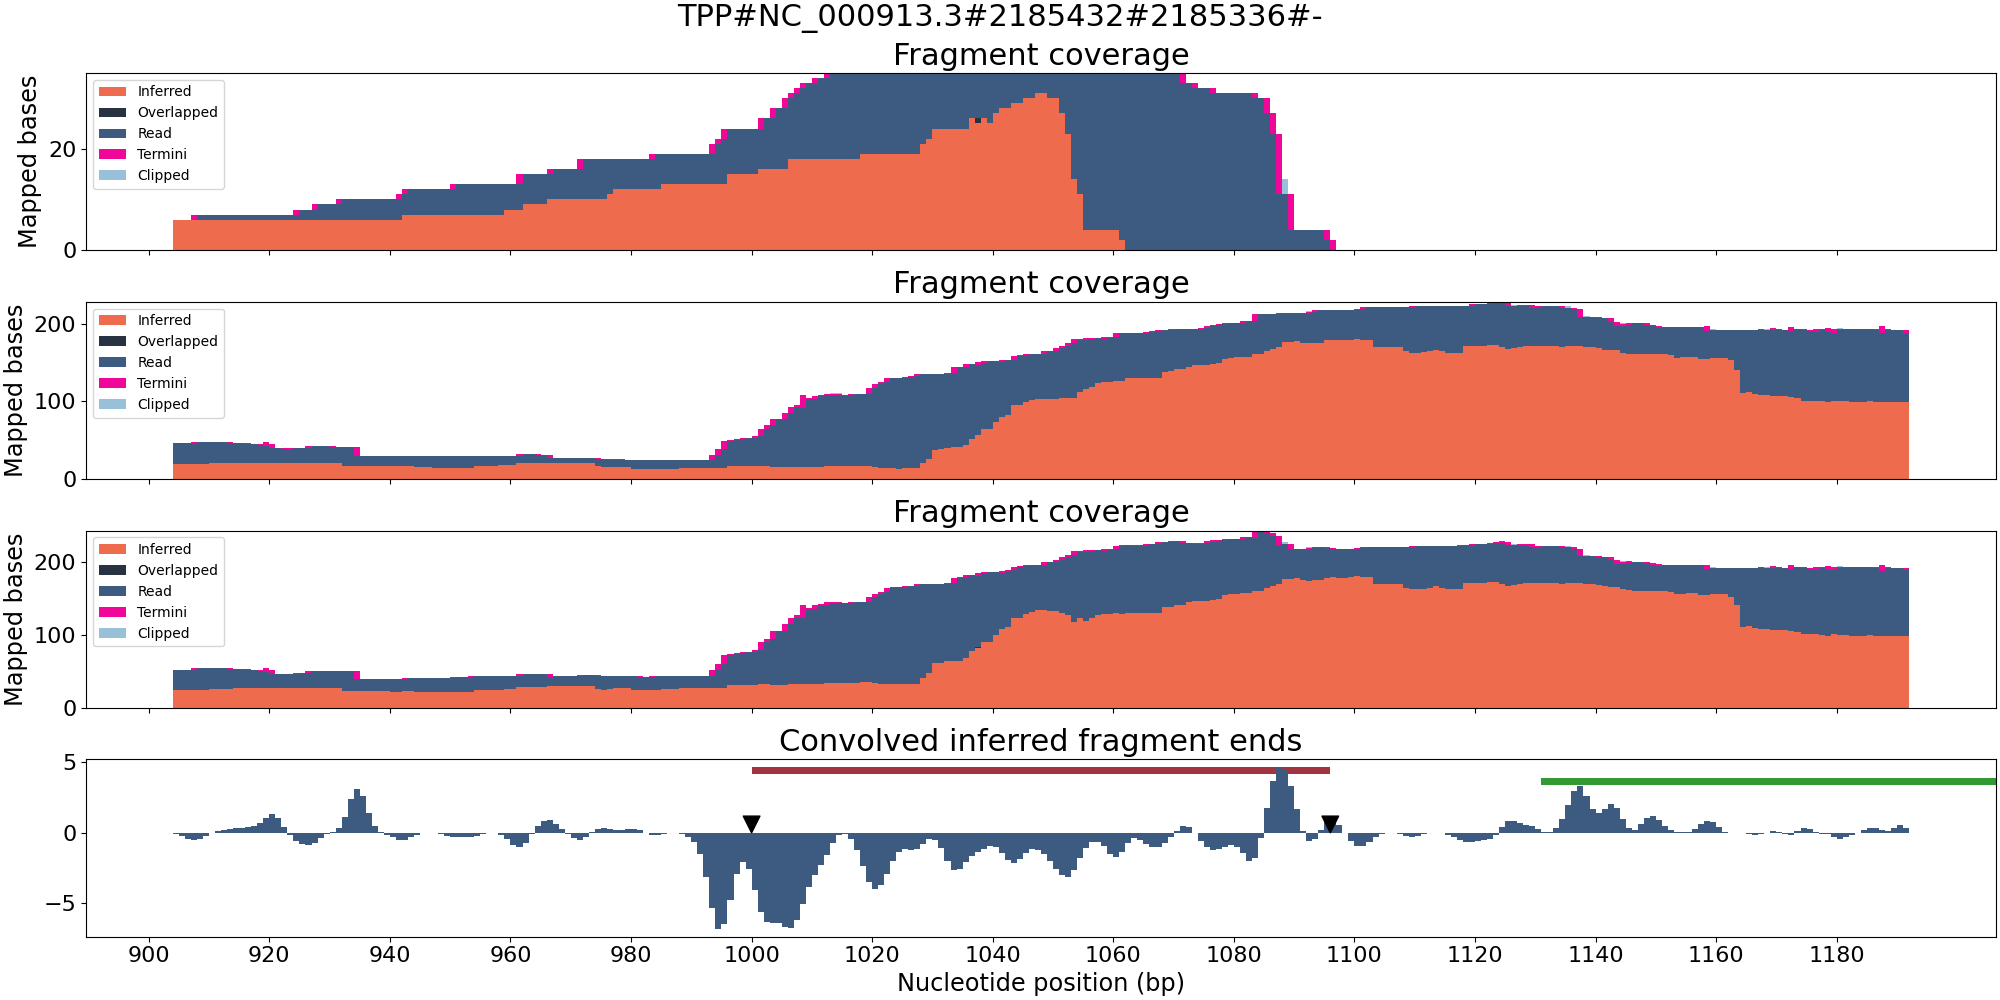 TPP#NC_000913.3#2185432#2185336#-
Fragment coverage
Mapped bases
20
0
Inferred
Overlapped
Read
Termini
Clipped
Fragment coverage
Mapped bases
200
100
0
Inferred
Overlapped
Read
Termini
Clipped
Fragment coverage
Mapped bases
200
100
0
Inferred
Overlapped
Read
Termini
Clipped
Convolved inferred fragment ends
5
0
−5
900 920 940 960 980 1000 1020 1040 1060 1080 1100 1120 1140 1160 1180
Nucleotide position (bp)